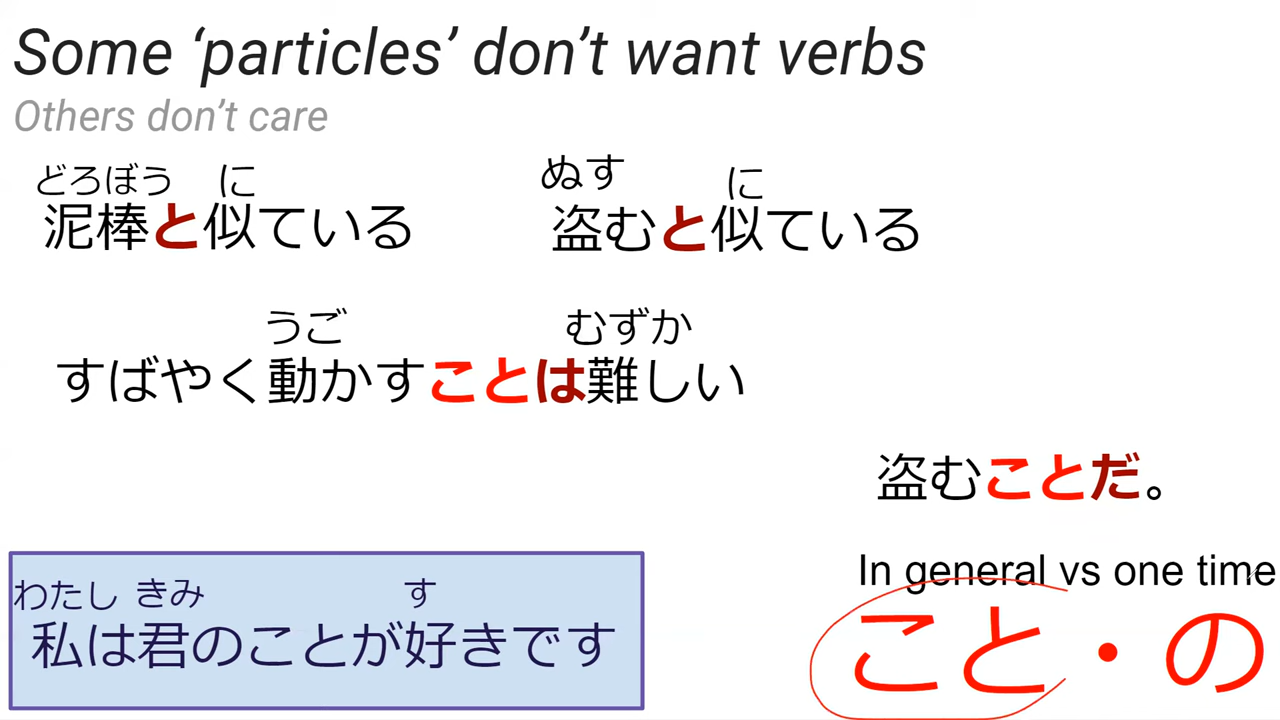 Some ‘particles’ don’t want verbs
Others don’t care
どろぼう に
泥棒と似ている
ぬす に
盗むと似ている
うご むずか
すばやく動かすことは難しい
盗むことだ。
In general vs one time
こと・の
わたし きみ す
私は君のことが好きです